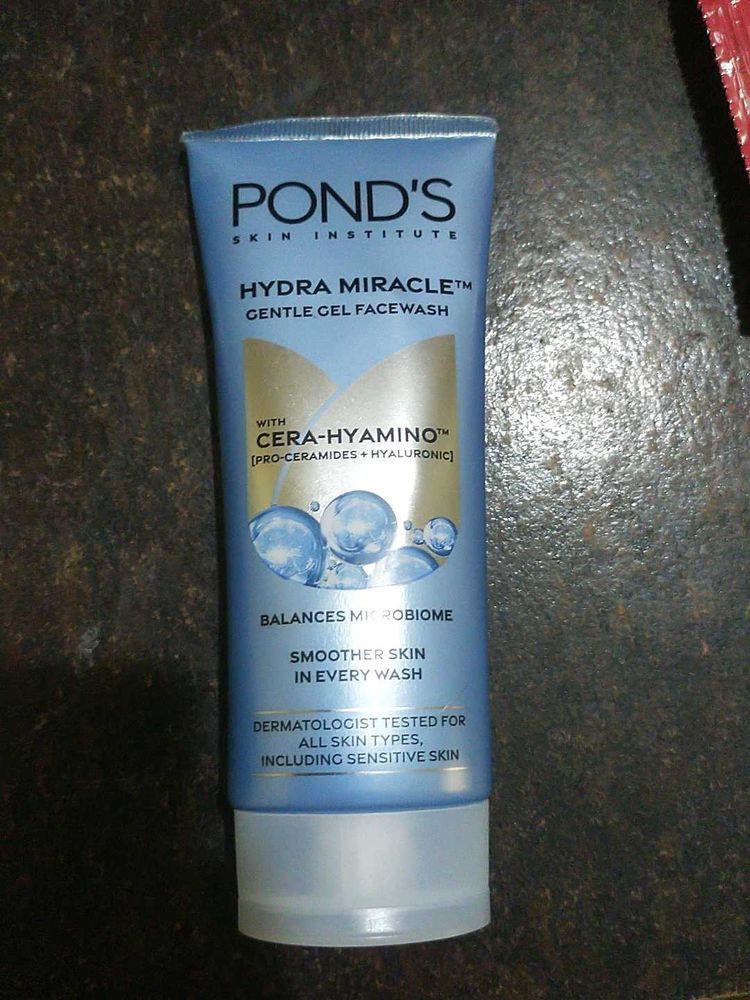 POND'S
SKIN INSTITUTE
HYDRA MIRACLE™
GENTLE GEL FACEWASH
WITH
CERA-HYAMINO™
[PRO-CERAMIDES + HYALURONIC]
BALANCES MICROBIOME
SMOOTHER SKIN
IN EVERY WASH
DERMATOLOGIST TESTED FOR
ALL SKIN TYPES,
INCLUDING SENSITIVE SKIN